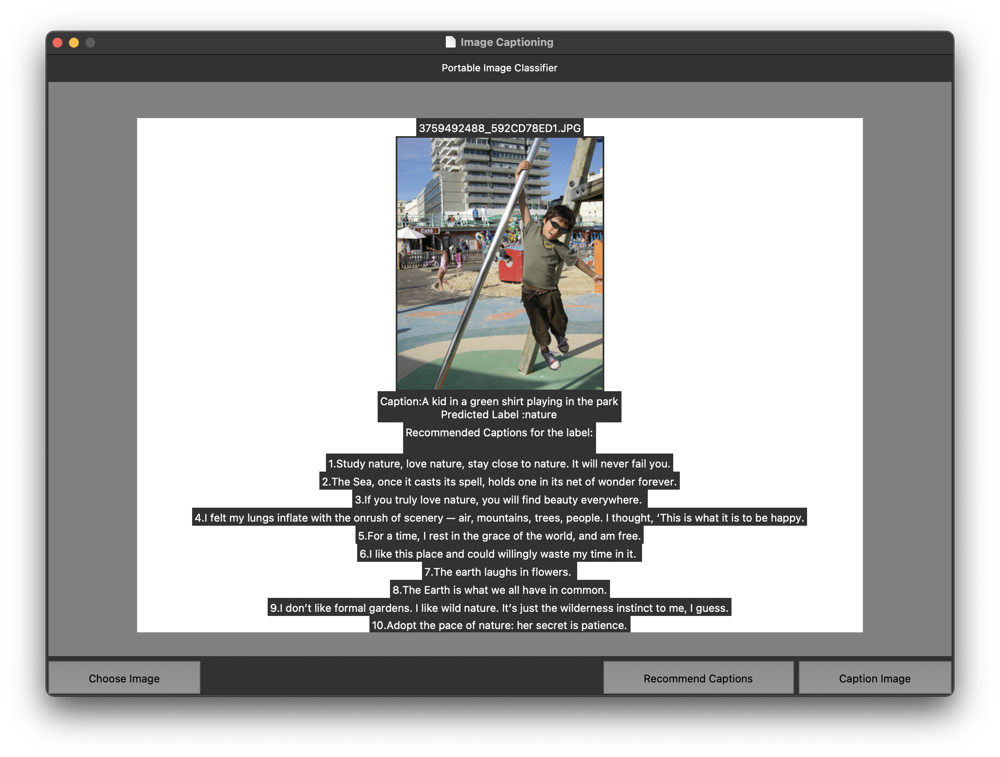 Image Captioning
Portable Image Classifier
3759492488_592CD78ED1.JPG
Café
Caption:A kid in a green shirt playing in the park
Predicted Label :nature
Recommended Captions for the label:
1.Study nature, love nature, stay close to nature. It will never fail you.
2.The Sea, once it casts its spell, holds one in its net of wonder forever.
3.If you truly love nature, you will find beauty everywhere.
4.I felt my lungs inflate with the onrush of scenery — air, mountains, trees, people. I thought, ‘This is what it is to be happy.
5.For a time, I rest in the grace of the world, and am free.
6.I like this place and could willingly waste my time in it.
7.The earth laughs in flowers.
8.The Earth is what we all have in common.
9.I don’t like formal gardens. I like wild nature. It’s just the wilderness instinct to me, I guess.
10.Adopt the pace of nature: her secret is patience.
Choose Image
Recommend Captions
Caption Image